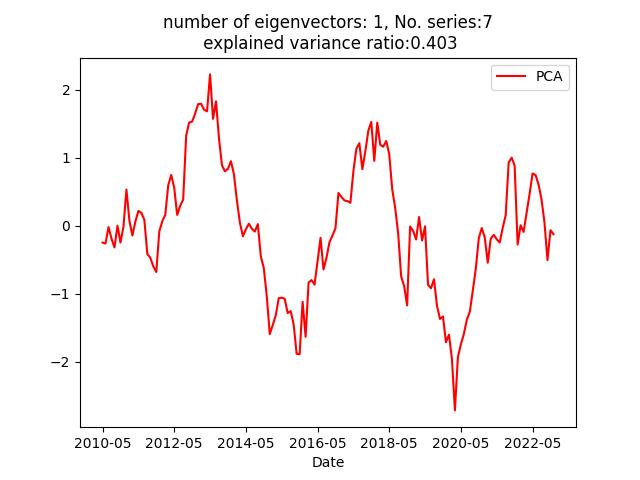 number of eigenvectors: 1, No. series:7
explained variance ratio:0.403
PCA
2
1
0
−1
−2
2010-05 2012-05 2014-05 2016-05 2018-05 2020-05 2022-05
Date